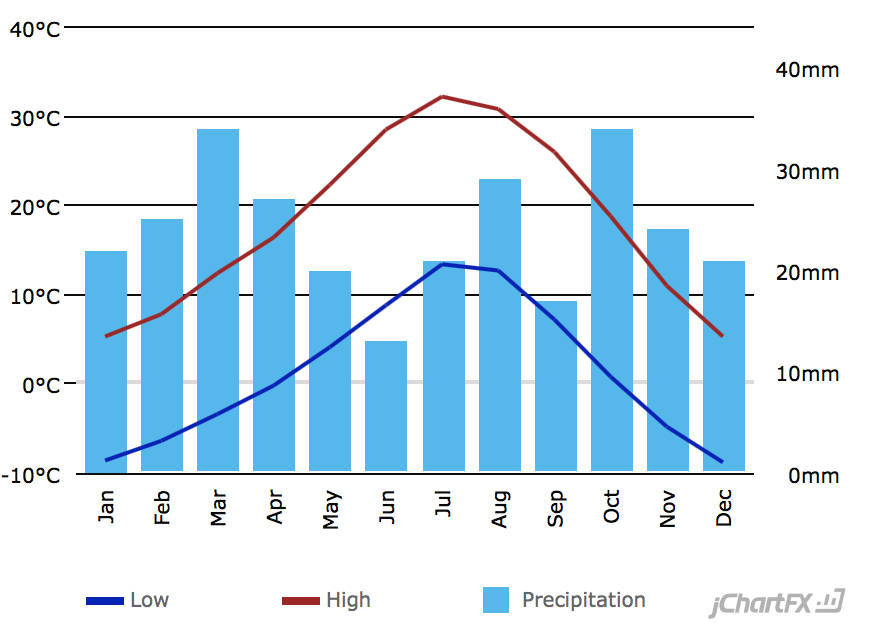 40°C
30°C
20°C
10°C
0°C
-10°C
40mm
30mm
20mm
10mm
0mm
Jan Feb Mar Apr May Jun Jul Aug Sep Oct Nov Dec
Low High Precipitation
jChartFX